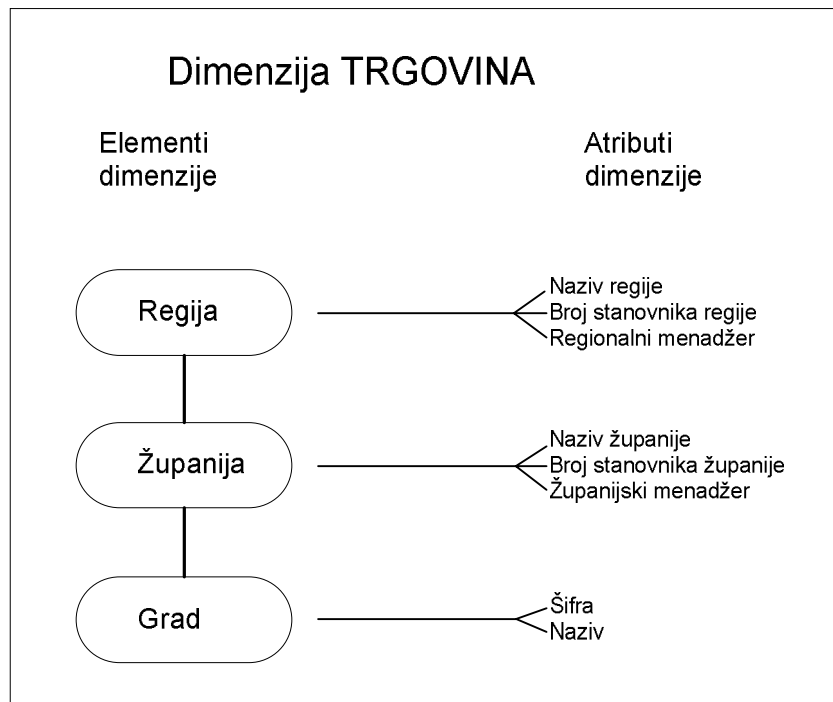 Dimenzija TRGOVINA
Elementi
dimenzije
Atributi
dimenzije
Regija
Naziv regije
Broj stanovnika regije
Regionalni menadžer
Županija
Naziv županije
Broj stanovnika županije
Županijski menadžer
Grad
Šifra
Naziv